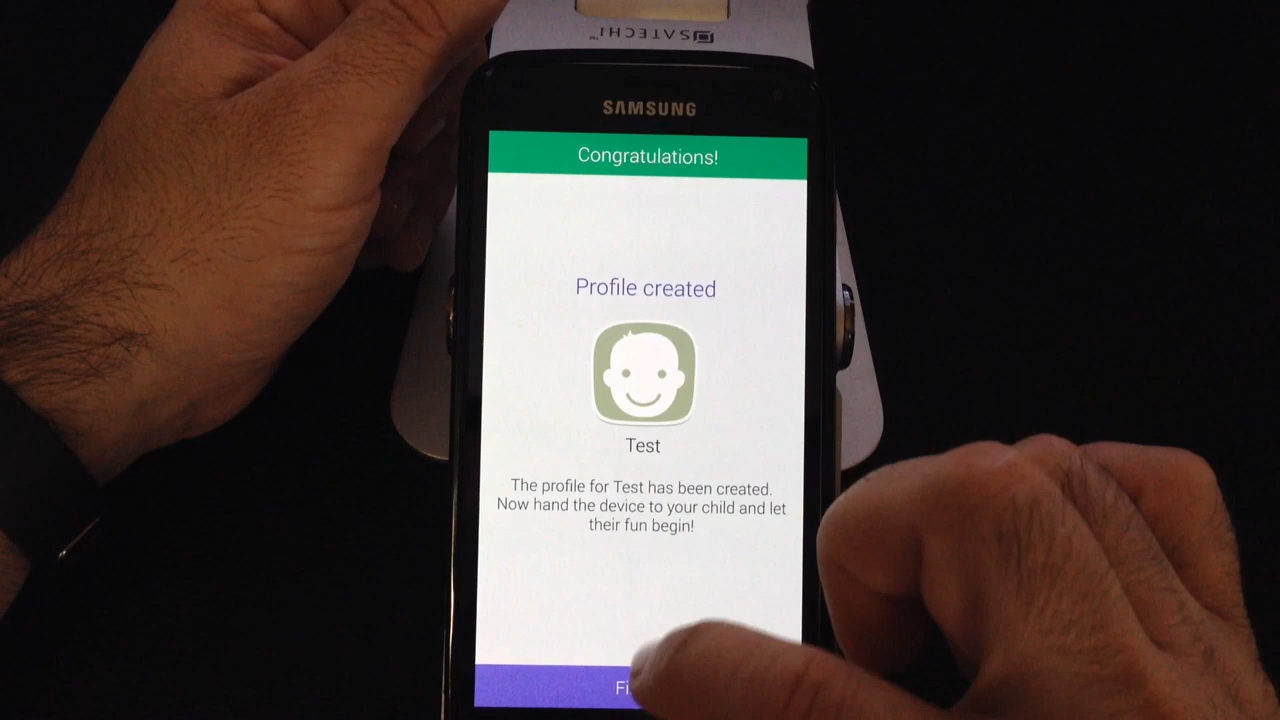 SATECHI™
SAMSUNG
Congratulations!
Profile created
Test
The profile for Test has been created.
Now hand the device to your child and let
their fun begin!